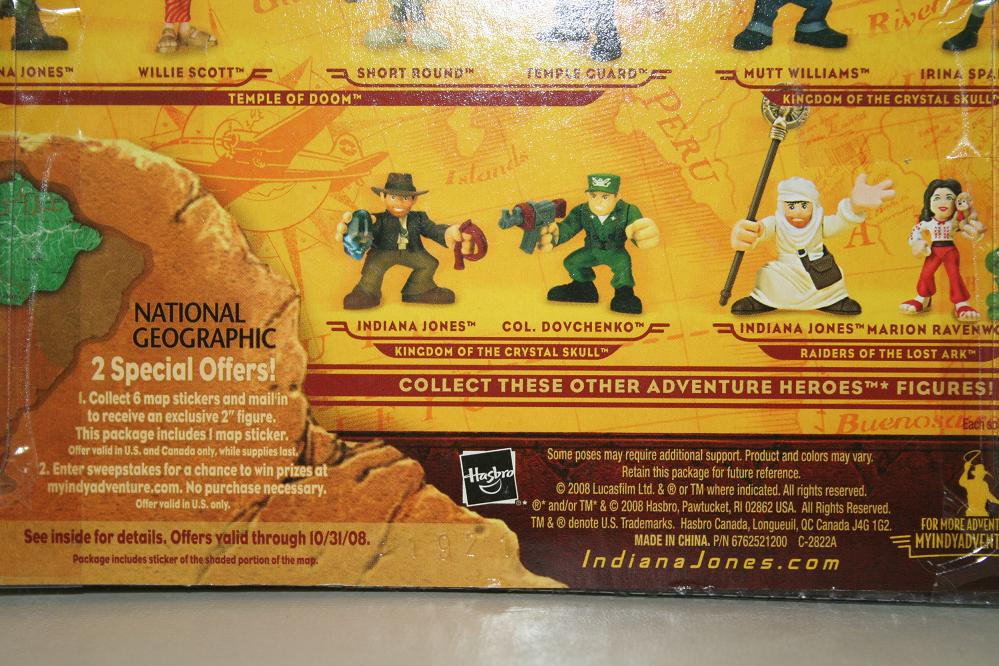 NA JONES™
WILLIE SCOTT™
SHORT ROUND™
TEMPLE GUARD™
MUTT WILLIAMS™
IRINA SPA
TEMPLE OF DOOM™
KINGDOM OF THE CRYSTAL SKULL™
River
PERU
Islands
A
INDIANA JONES™
COL. DOVCHENKO™
KINGDOM OF THE CRYSTAL SKULL™
INDIANA JONES™
MARION RAVENWO
RAIDERS OF THE LOST ARK™
COLLECT THESE OTHER ADVENTURE HEROES™* FIGURES!
Buenos
Each so
NATIONAL
GEOGRAPHIC
2 Special Offers!
1. Collect 6 map stickers and mail in
to receive an exclusive 2" figure.
This package includes 1 map sticker.
Offer valid in U.S. and Canada only, while supplies last.
2. Enter sweepstakes for a chance to win prizes at
myindyadventure.com. No purchase necessary.
Offer valid in U.S. only.
See inside for details. Offers valid through 10/31/08.
Package includes sticker of the shaded portion of the map.
Hasbro
Some poses may require additional support. Product and colors may vary.
Retain this package for future reference.
© 2008 Lucasfilm Ltd. & ® or TM where indicated. All rights reserved.
®* and/or TM* & © 2008 Hasbro, Pawtucket, RI 02862 USA. All Rights Reserved.
TM & ® denote U.S. Trademarks. Hasbro Canada, Longueuil, QC Canada J4G 1G2.
MADE IN CHINA. P/N 6762521200 C-2822A
IndianaJones.com
FOR MORE ADVENT
MYINDYADVENT